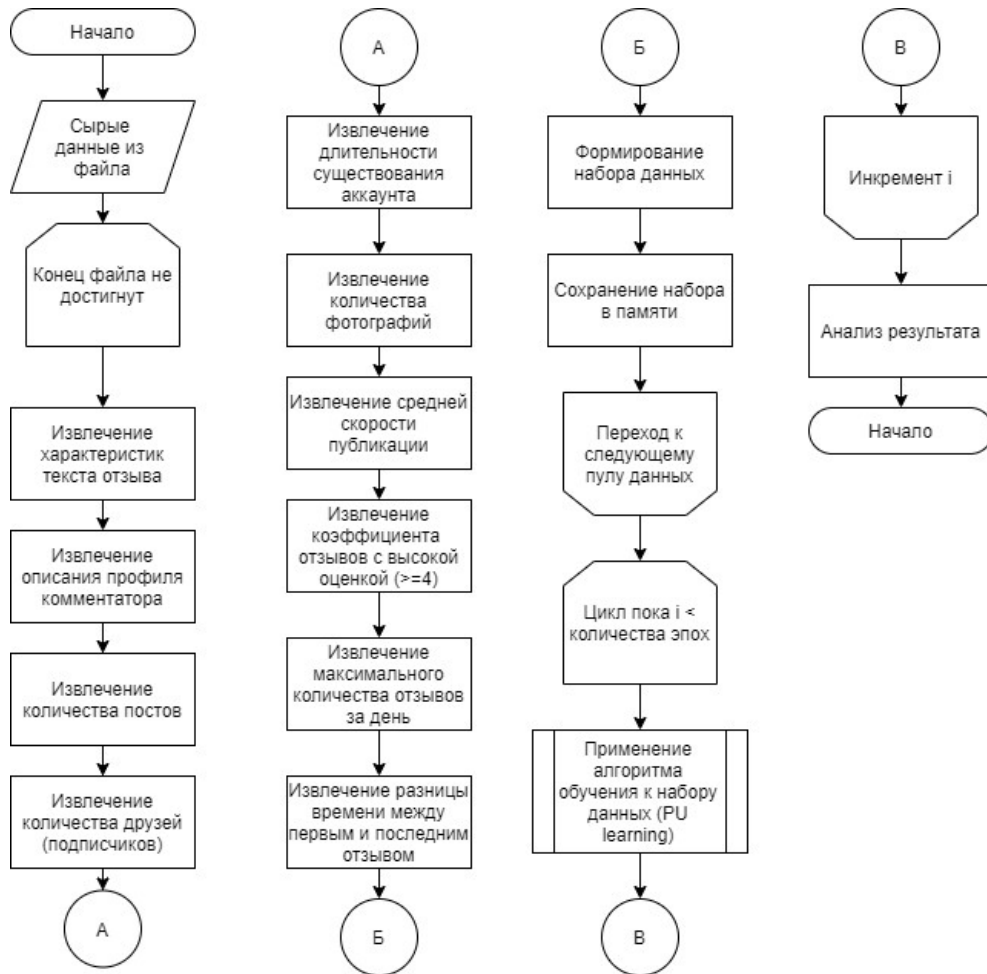 Начало
Сырые
данные из
файла
Конец файла не
достигнут
Извлечение
характеристик
текста отзыва
Извлечение
описания профиля
комментатора
Извлечение
количества постов
Извлечение
количества друзей
(подписчиков)
А
А
Извлечение
длительности
существования
аккаунта
Извлечение
количества
фотографий
Извлечение средней
скорости
публикации
Извлечение
коэффициента
отзывов с высокой
оценкой (>=4)
Извлечение
максимального
количества отзывов
за день
Извлечение разницы
времени между
первым и последним
отзывом
Б
Б
Формирование
набора данных
Сохранение набора
в памяти
Переход к
следующему
пулу данных
Цикл пока i <
количества эпох
Применение
алгоритма
обучения к набору
данных (PU
learning)
В
В
Инкремент i
Анализ результата
Начало